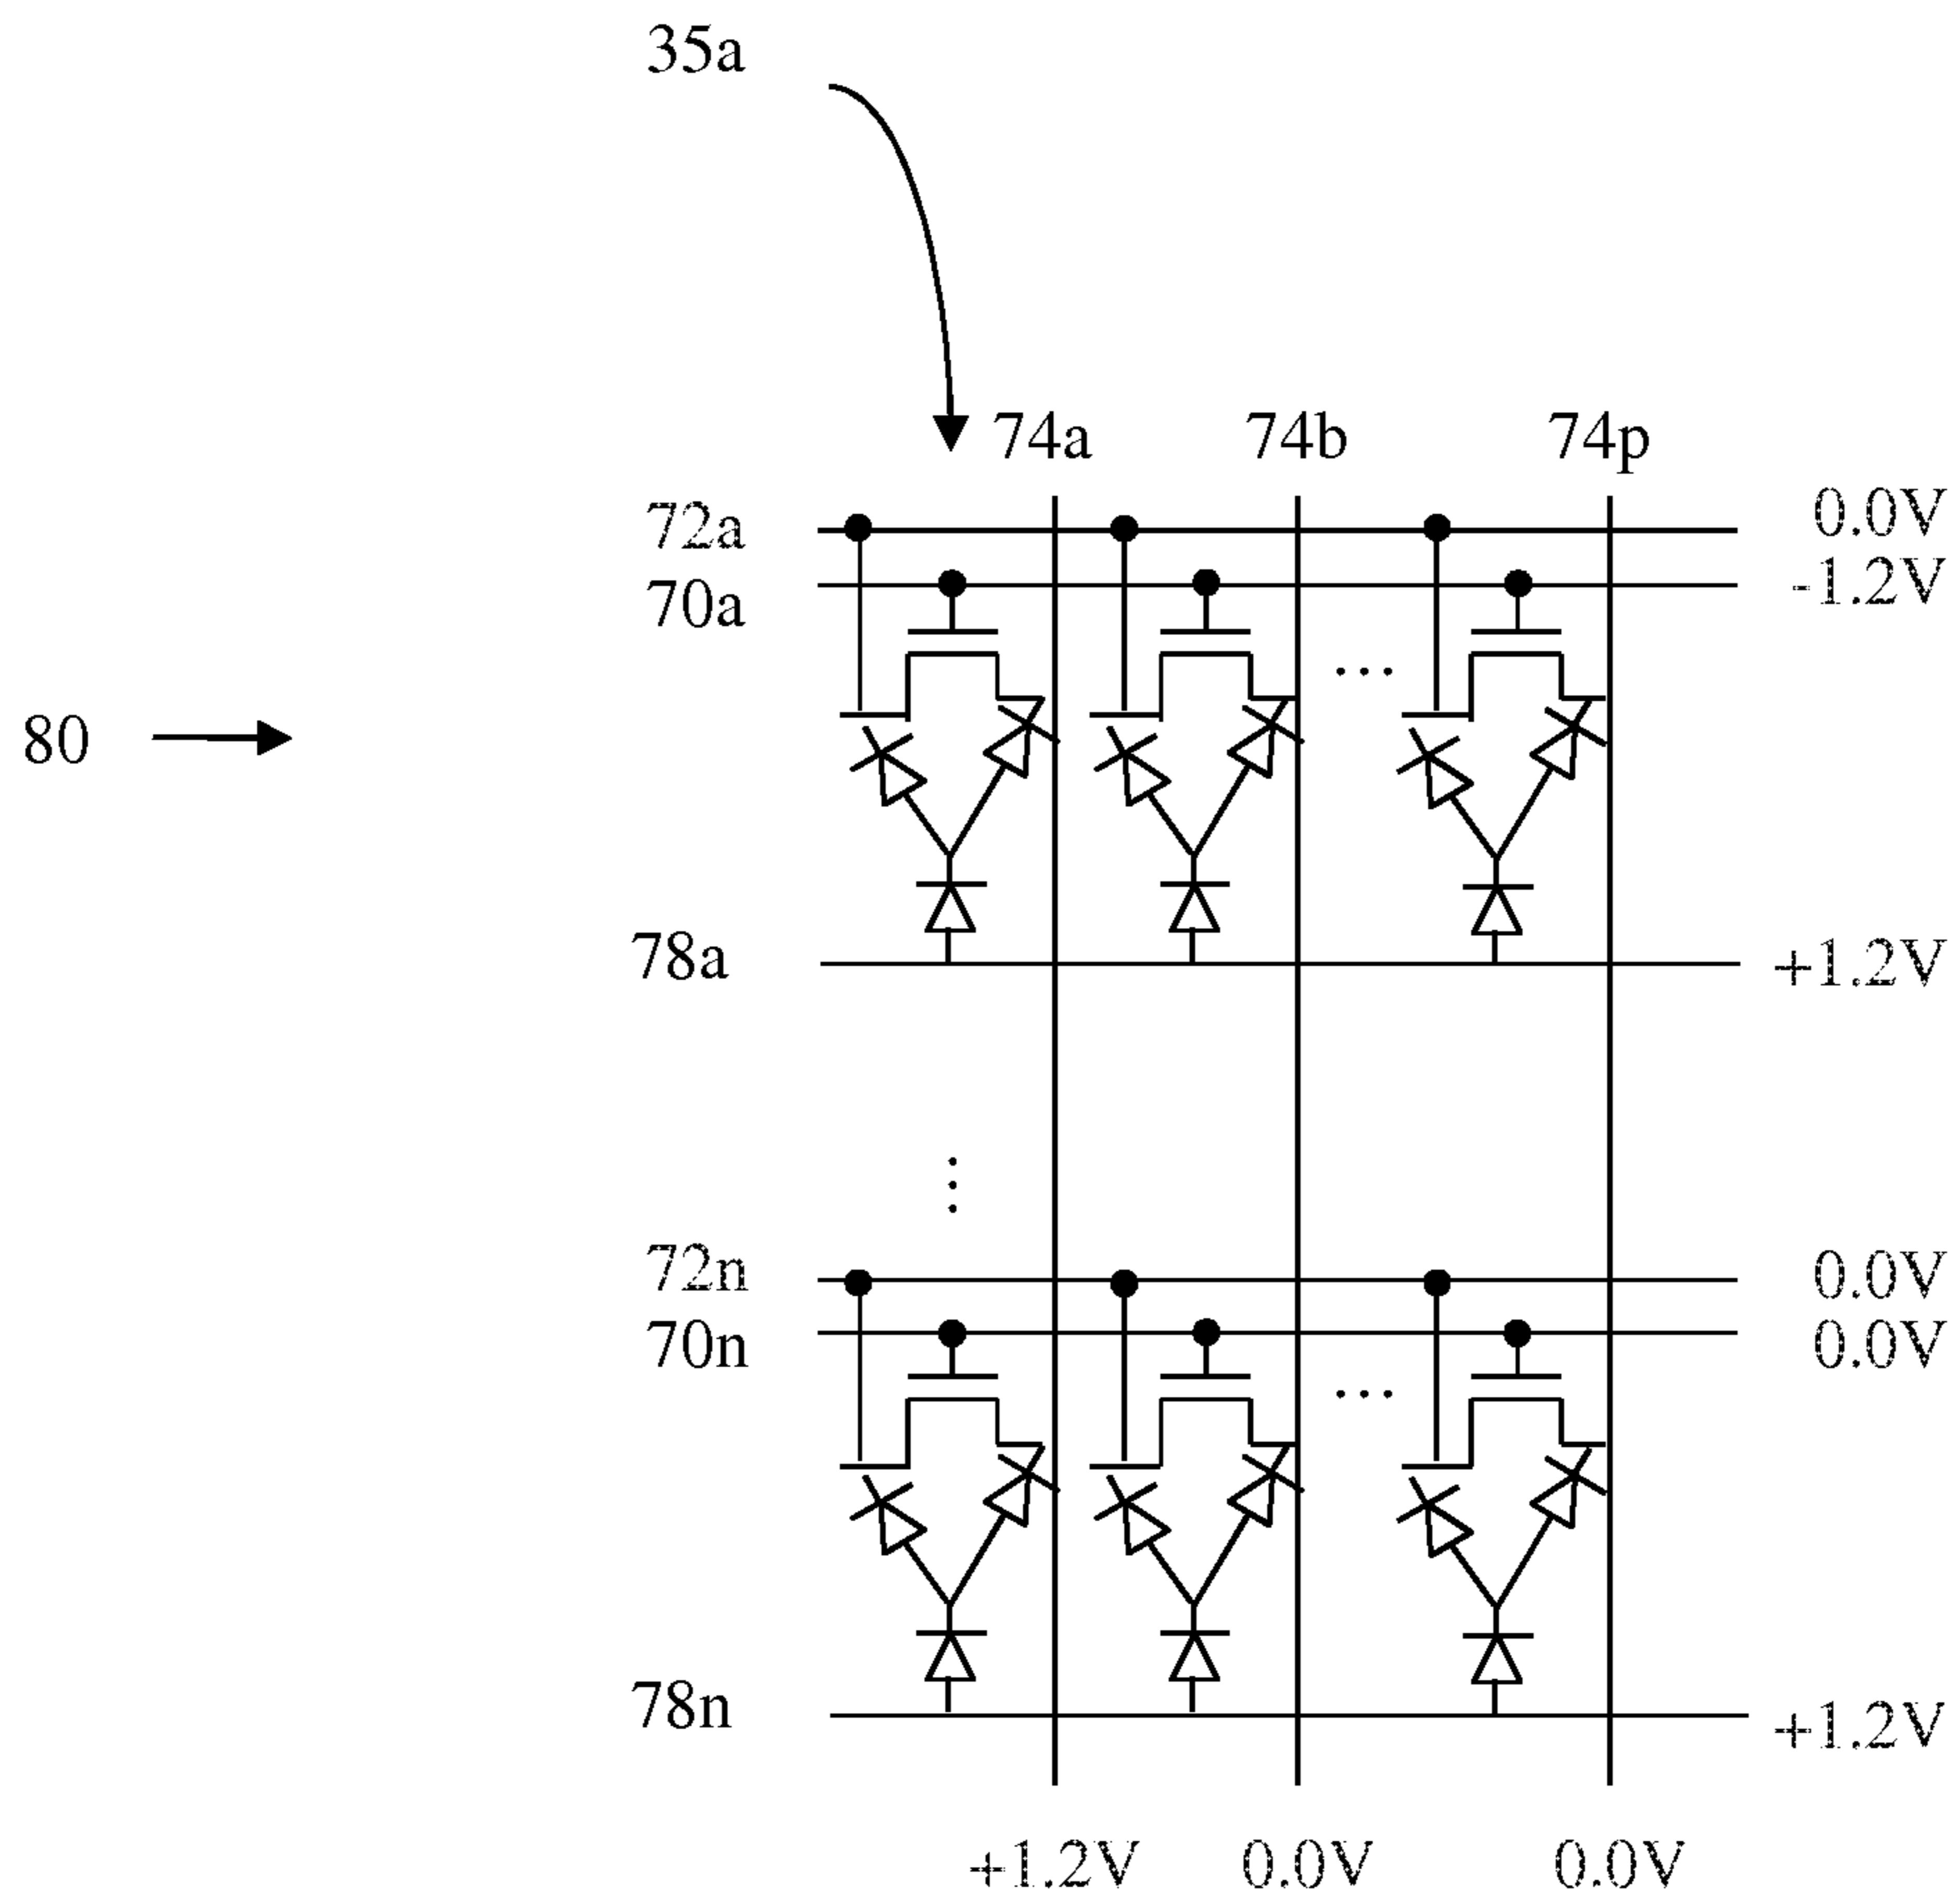 35a
74a 74b 74p
72a 0.0V
70a -1.2V
...
80
78a +1.2V
72n 0.0V
70n 0.0V
...
78n +1.2V
+1.2V 0.0V 0.0V